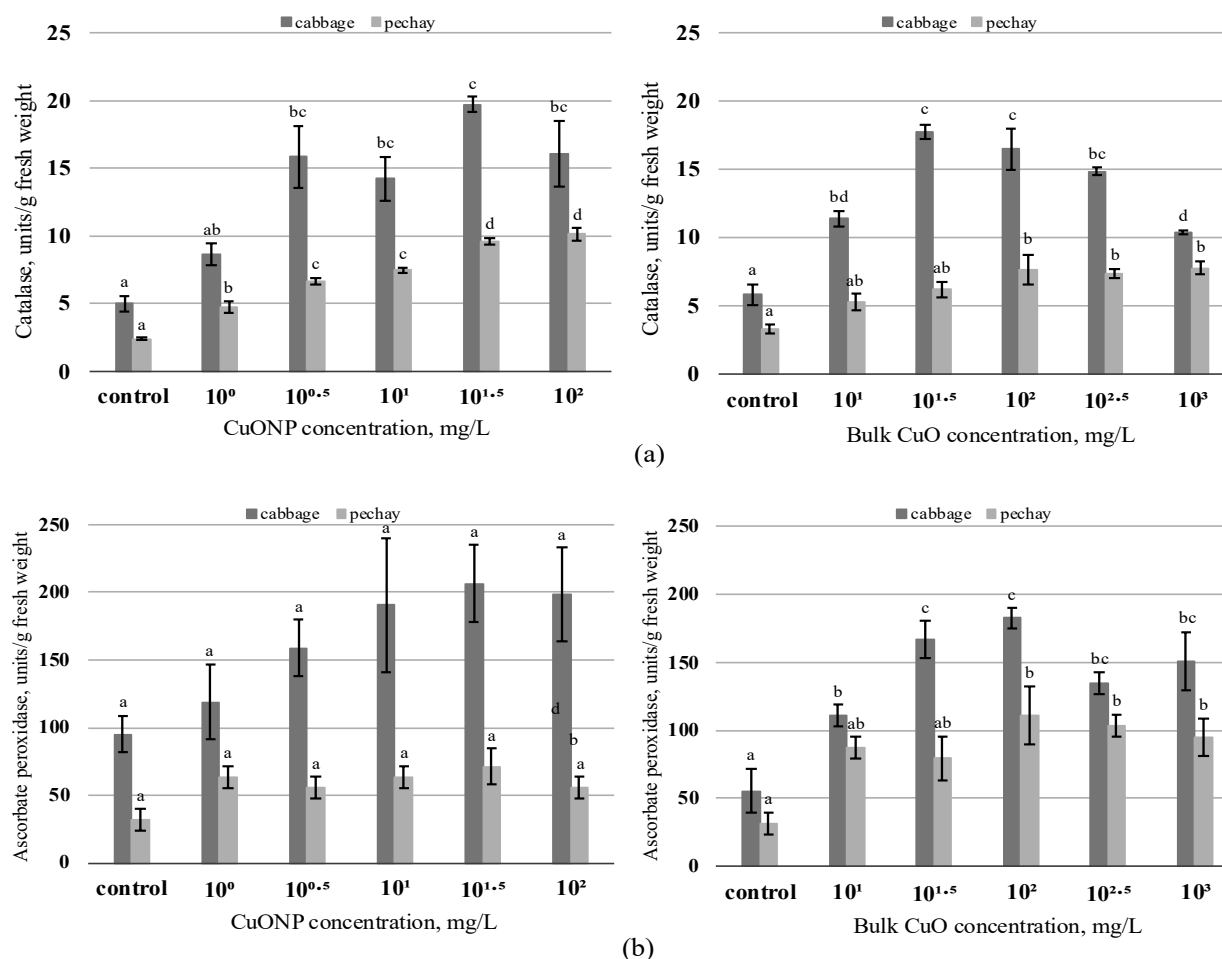 cabbage pechay
25
20
15
10
5
0
Catalase, units/g fresh weight
a a
ab b
bc c
bc c
c d
bc d
control 10⁰ 10⁰·⁵ 10¹ 10¹·⁵ 10²
CuONP concentration, mg/L
cabbage pechay
25
20
15
10
5
0
Catalase, units/g fresh weight
a a
bd ab
c ab
c b
bc b
d b
control 10¹ 10¹·⁵ 10² 10²·⁵ 10³
Bulk CuO concentration, mg/L
(a)
cabbage pechay
250
200
150
100
50
0
Ascorbate peroxidase, units/g fresh weight
a a
a a
a a
a a
a a
a d b a
control 10⁰ 10⁰·⁵ 10¹ 10¹·⁵ 10²
CuONP concentration, mg/L
cabbage pechay
250
200
150
100
50
0
Ascorbate peroxidase, units/g fresh weight
a a
b ab
c ab
c b
bc b
bc b
control 10¹ 10¹·⁵ 10² 10²·⁵ 10³
Bulk CuO concentration, mg/L
(b)